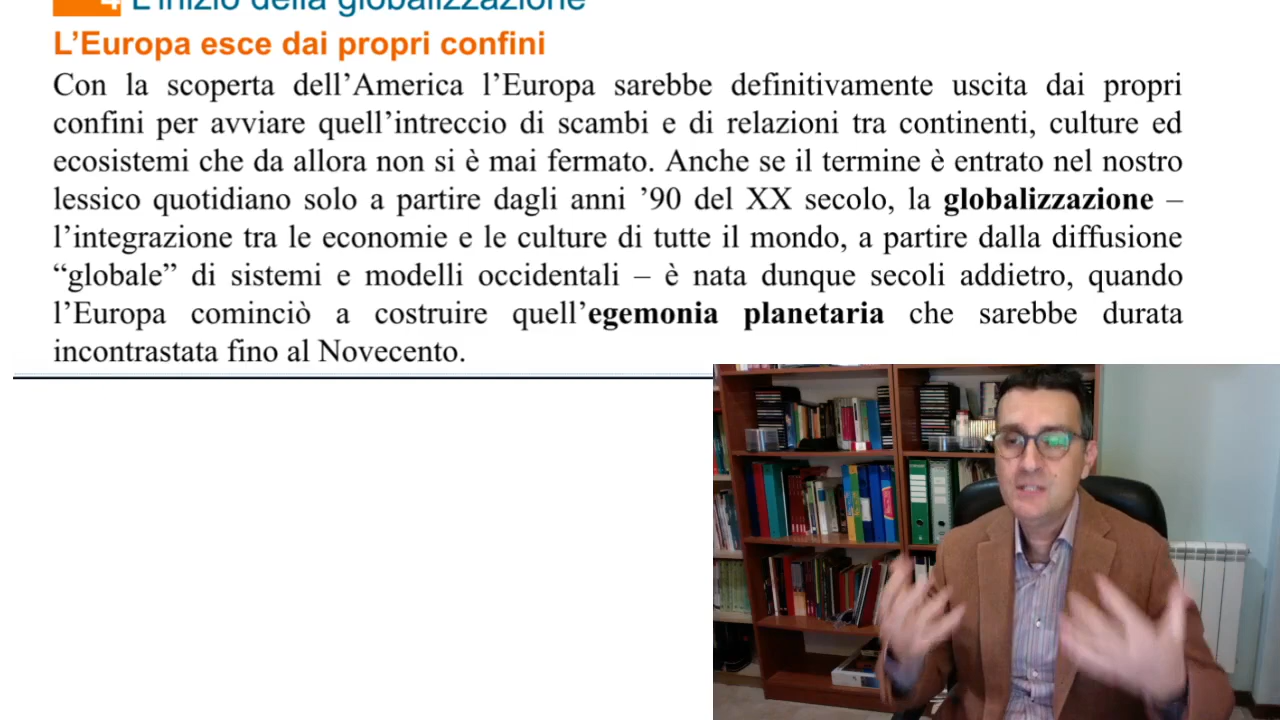 4 L'inizio della globalizzazione
L'Europa esce dai propri confini
Con la scoperta dell'America l'Europa sarebbe definitivamente uscita dai propri
confini per avviare quell'intreccio di scambi e di relazioni tra continenti, culture ed
ecosistemi che da allora non si è mai fermato. Anche se il termine è entrato nel nostro
lessico quotidiano solo a partire dagli anni '90 del XX secolo, la globalizzazione –
l'integrazione tra le economie e le culture di tutte il mondo, a partire dalla diffusione
“globale” di sistemi e modelli occidentali – è nata dunque secoli addietro, quando
l'Europa cominciò a costruire quell'egemonia planetaria che sarebbe durata
incontrastata fino al Novecento.